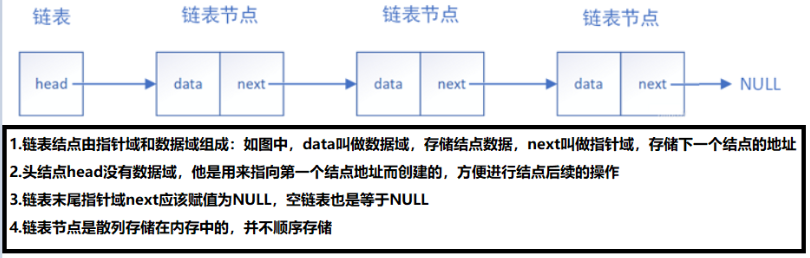 链表 链表节点 链表节点 链表节点
head data next data next data next NULL
1.链表结点由指针域和数据域组成：如图中，data叫做数据域，存储结点数据，next叫做指针域，存储下一个结点的地址
2.头结点head没有数据域，他是用来指向第一个结点地址而创建的，方便进行结点后续的操作
3.链表末尾指针域next应该赋值为NULL，空链表也是等于NULL
4.链表节点是散列存储在内存中的，并不顺序存储